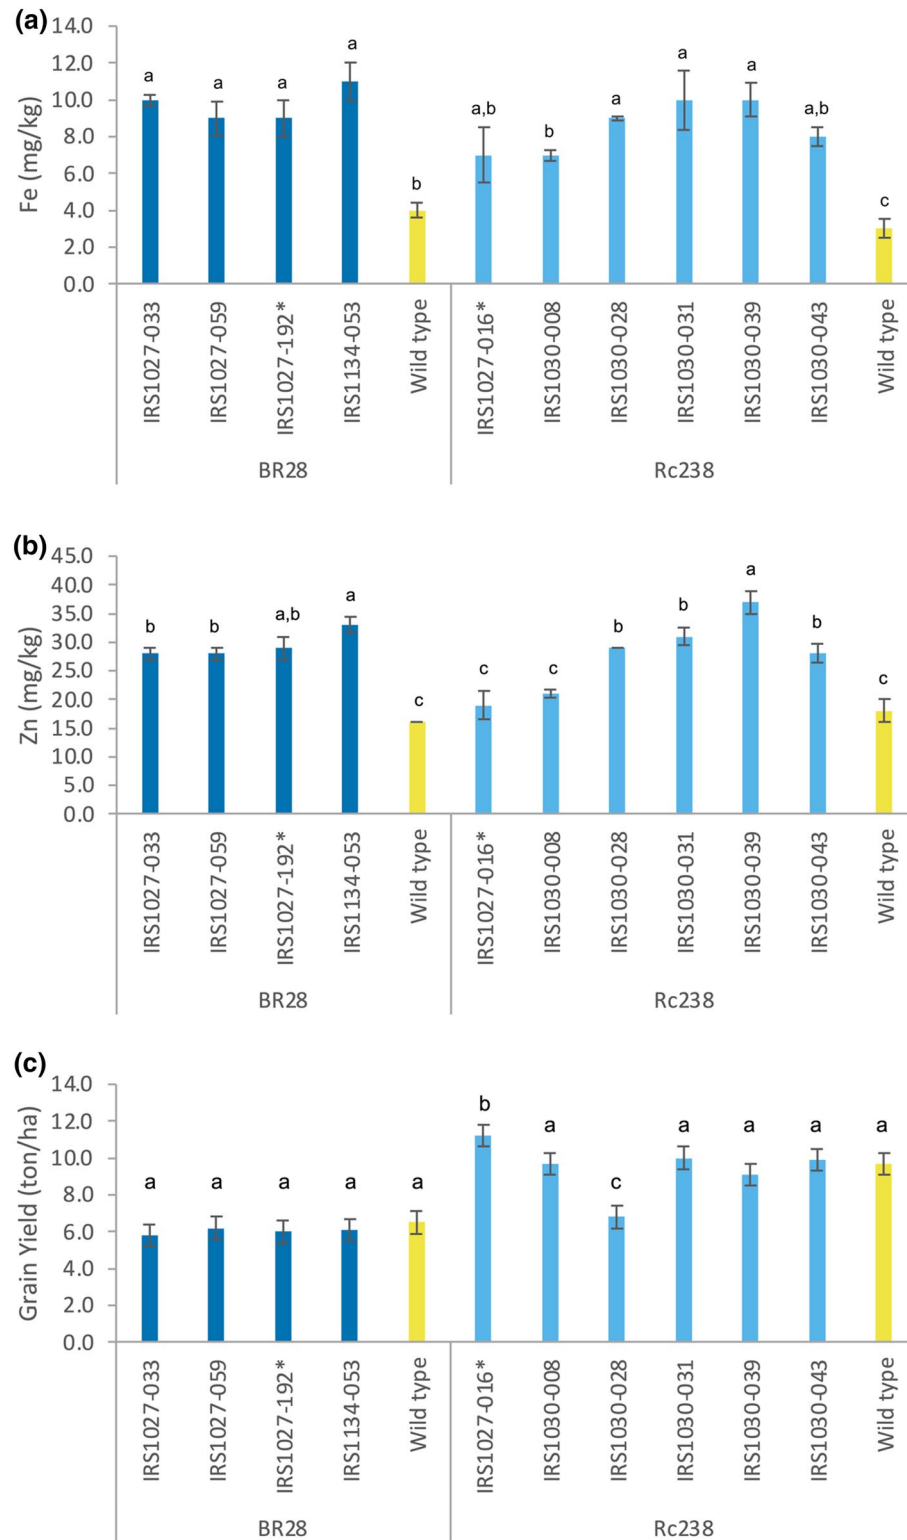 (a)
Fe (mg/kg)
14.0
12.0
10.0
8.0
6.0
4.0
2.0
0.0
a a a a b a,b b a a a a,b c
IRS1027-033
IRS1027-059
IRS1027-192*
IRS1134-053
Wild type
IRS1027-016*
IRS1030-008
IRS1030-028
IRS1030-031
IRS1030-039
IRS1030-043
Wild type
BR28 Rc238
(b)
Zn (mg/kg)
45.0
40.0
35.0
30.0
25.0
20.0
15.0
10.0
5.0
0.0
b b a,b a c c c b b a b c
IRS1027-033
IRS1027-059
IRS1027-192*
IRS1134-053
Wild type
IRS1027-016*
IRS1030-008
IRS1030-028
IRS1030-031
IRS1030-039
IRS1030-043
Wild type
BR28 Rc238
(c)
Grain Yield (ton/ha)
14.0
12.0
10.0
8.0
6.0
4.0
2.0
0.0
a a a a a b a c a a a a
IRS1027-033
IRS1027-059
IRS1027-192*
IRS1134-053
Wild type
IRS1027-016*
IRS1030-008
IRS1030-028
IRS1030-031
IRS1030-039
IRS1030-043
Wild type
BR28 Rc238